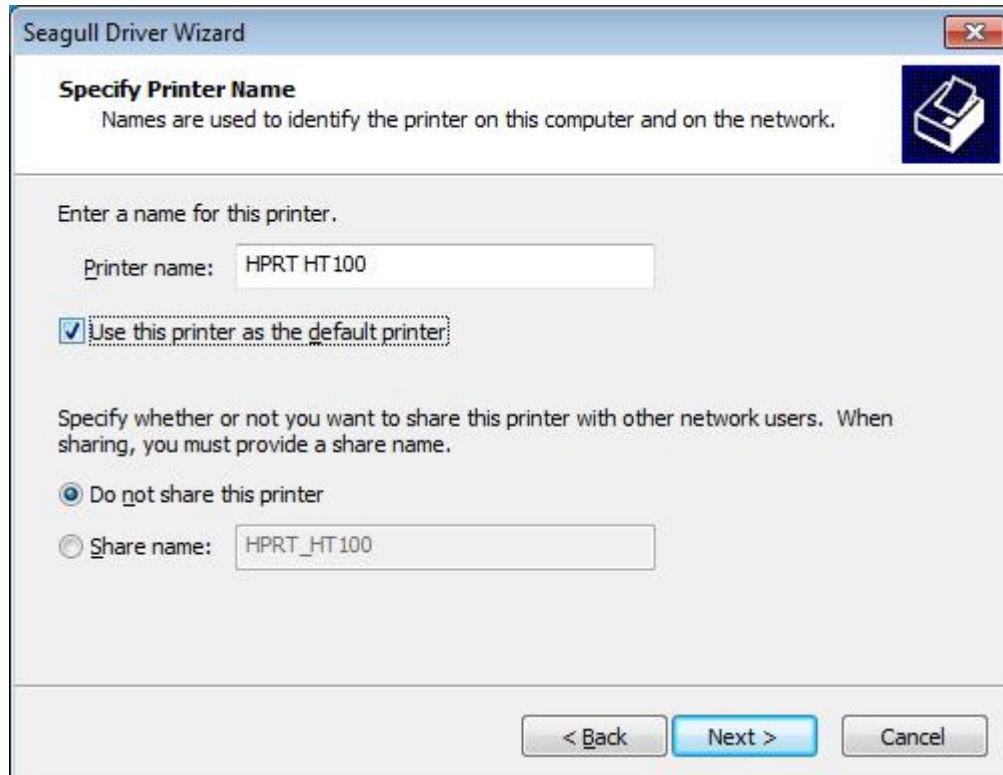 Seagull Driver Wizard
Specify Printer Name
Names are used to identify the printer on this computer and on the network.
Enter a name for this printer.
Printer name: HPRT HT100
Use this printer as the default printer
Specify whether or not you want to share this printer with other network users.  When
sharing, you must provide a share name.
Do not share this printer
Share name: HPRT_HT100
< Back Next > Cancel